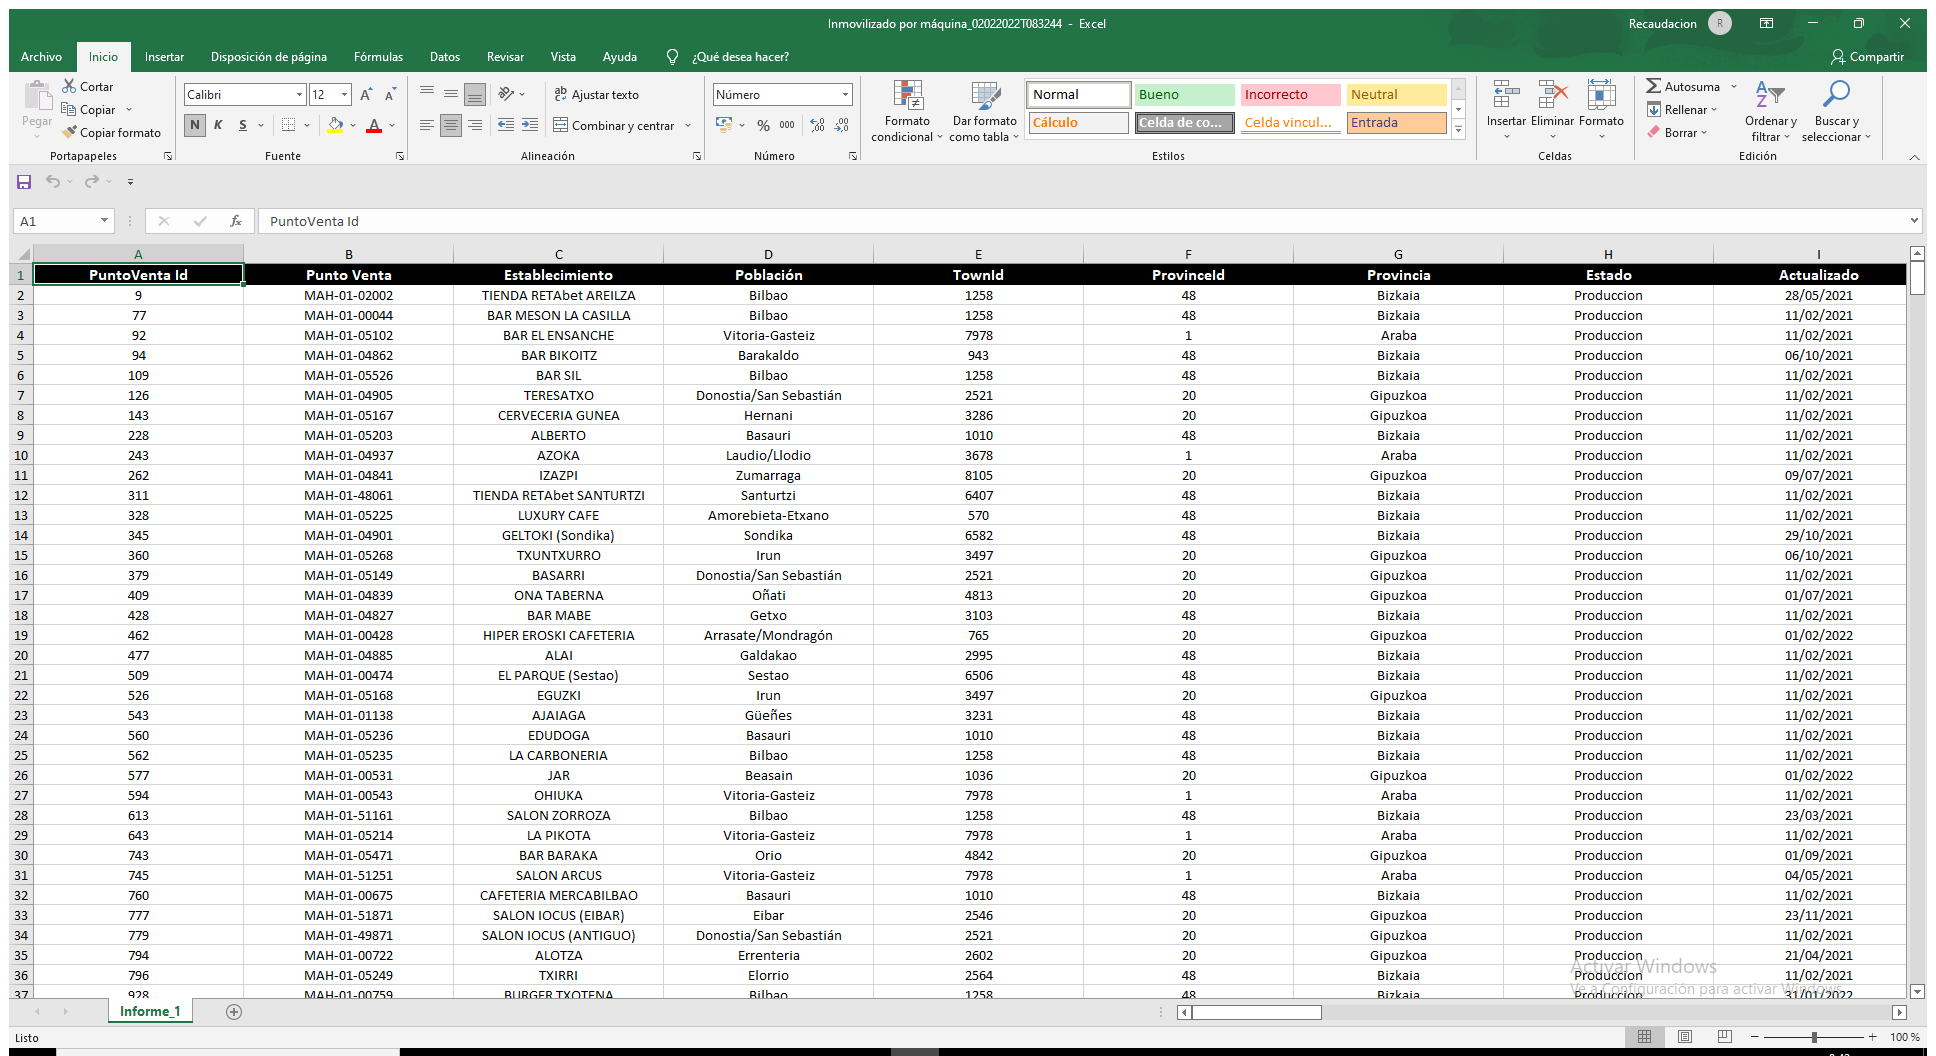 Inmovilizado por máquina_02022022T083244 - Excel
Recaudacion R
Archivo Inicio Insertar Disposición de página Fórmulas Datos Revisar Vista Ayuda ¿Qué desea hacer? Compartir
Pegar
Cortar
Copiar
Copiar formato
Portapapeles
Calibri 12
N K S
Fuente
Ajustar texto
Combinar y centrar
Alineación
Número
% 000
Número
Formato condicional
Dar formato como tabla
Normal Bueno Incorrecto Neutral
Cálculo Celda de co... Celda vincul... Entrada
Estilos
Insertar Eliminar Formato
Celdas
Autosuma
Rellenar
Borrar
Ordenar y filtrar
Buscar y seleccionar
Edición
A1 fx PuntoVenta Id
A B C D E F G H I
1 PuntoVenta Id Punto Venta Establecimiento Población TownId ProvinceId Provincia Estado Actualizado
2 9 MAH-01-02002 TIENDA RETAbet AREILZA Bilbao 1258 48 Bizkaia Produccion 28/05/2021
3 77 MAH-01-00044 BAR MESON LA CASILLA Bilbao 1258 48 Bizkaia Produccion 11/02/2021
4 92 MAH-01-05102 BAR EL ENSANCHE Vitoria-Gasteiz 7978 1 Araba Produccion 11/02/2021
5 94 MAH-01-04862 BAR BIKOITZ Barakaldo 943 48 Bizkaia Produccion 06/10/2021
6 109 MAH-01-05526 BAR SIL Bilbao 1258 48 Bizkaia Produccion 11/02/2021
7 126 MAH-01-04905 TERESATXO Donostia/San Sebastián 2521 20 Gipuzkoa Produccion 11/02/2021
8 143 MAH-01-05167 CERVECERIA GUNEA Hernani 3286 20 Gipuzkoa Produccion 11/02/2021
9 228 MAH-01-05203 ALBERTO Basauri 1010 48 Bizkaia Produccion 11/02/2021
10 243 MAH-01-04937 AZOKA Laudio/Llodio 3678 1 Araba Produccion 11/02/2021
11 262 MAH-01-04841 IZAZPI Zumarraga 8105 20 Gipuzkoa Produccion 09/07/2021
12 311 MAH-01-48061 TIENDA RETAbet SANTURTZI Santurtzi 6407 48 Bizkaia Produccion 11/02/2021
13 328 MAH-01-05225 LUXURY CAFE Amorebieta-Etxano 570 48 Bizkaia Produccion 11/02/2021
14 345 MAH-01-04901 GELTOKI (Sondika) Sondika 6582 48 Bizkaia Produccion 29/10/2021
15 360 MAH-01-05268 TXUNTXURRO Irun 3497 20 Gipuzkoa Produccion 06/10/2021
16 379 MAH-01-05149 BASARRI Donostia/San Sebastián 2521 20 Gipuzkoa Produccion 11/02/2021
17 409 MAH-01-04839 ONA TABERNA Oñati 4813 20 Gipuzkoa Produccion 01/07/2021
18 428 MAH-01-04827 BAR MABE Getxo 3103 48 Bizkaia Produccion 11/02/2021
19 462 MAH-01-00428 HIPER EROSKI CAFETERIA Arrasate/Mondragón 765 20 Gipuzkoa Produccion 01/02/2022
20 477 MAH-01-04885 ALAI Galdakao 2995 48 Bizkaia Produccion 11/02/2021
21 509 MAH-01-00474 EL PARQUE (Sestao) Sestao 6506 48 Bizkaia Produccion 11/02/2021
22 526 MAH-01-05168 EGUZKI Irun 3497 20 Gipuzkoa Produccion 11/02/2021
23 543 MAH-01-01138 AJAIAGA Güeñes 3231 48 Bizkaia Produccion 11/02/2021
24 560 MAH-01-05236 EDUDOGA Basauri 1010 48 Bizkaia Produccion 11/02/2021
25 562 MAH-01-05235 LA CARBONERIA Bilbao 1258 48 Bizkaia Produccion 11/02/2021
26 577 MAH-01-00531 JAR Beasain 1036 20 Gipuzkoa Produccion 01/02/2022
27 594 MAH-01-00543 OHIUKA Vitoria-Gasteiz 7978 1 Araba Produccion 11/02/2021
28 613 MAH-01-51161 SALON ZORROZA Bilbao 1258 48 Bizkaia Produccion 23/03/2021
29 643 MAH-01-05214 LA PIKOTA Vitoria-Gasteiz 7978 1 Araba Produccion 11/02/2021
30 743 MAH-01-05471 BAR BARAKA Orio 4842 20 Gipuzkoa Produccion 01/09/2021
31 745 MAH-01-51251 SALON ARCUS Vitoria-Gasteiz 7978 1 Araba Produccion 04/05/2021
32 760 MAH-01-00675 CAFETERIA MERCABILBAO Basauri 1010 48 Bizkaia Produccion 11/02/2021
33 777 MAH-01-51871 SALON IOCUS (EIBAR) Eibar 2546 20 Gipuzkoa Produccion 23/11/2021
34 779 MAH-01-49871 SALON IOCUS (ANTIGUO) Donostia/San Sebastián 2521 20 Gipuzkoa Produccion 11/02/2021
35 794 MAH-01-00722 ALOTZA Errenteria 2602 20 Gipuzkoa Produccion 21/04/2021
36 796 MAH-01-05249 TXIRRI Elorrio 2564 48 Bizkaia Produccion 11/02/2021
37 928 MAH-01-00759 BURGER TXOTENA Bilbao 1258 48 Bizkaia Produccion 31/01/2022
Activar Windows
Ve a Configuración para activar Windows.
Informe_1
Listo 100 %